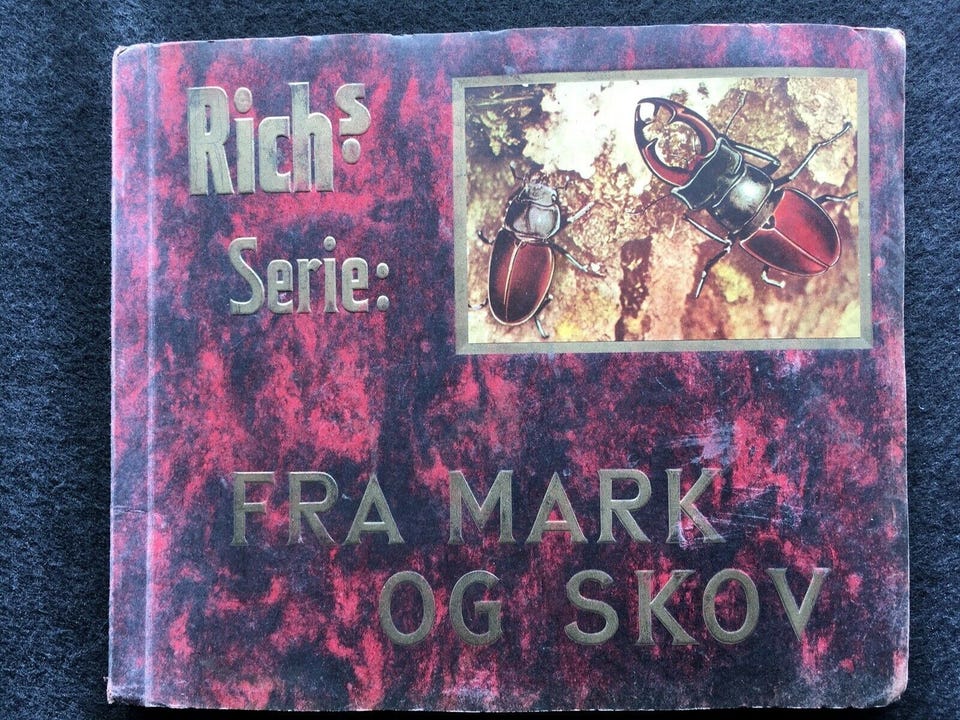 Richs
Serie:
FRA MARK
OG SKOV